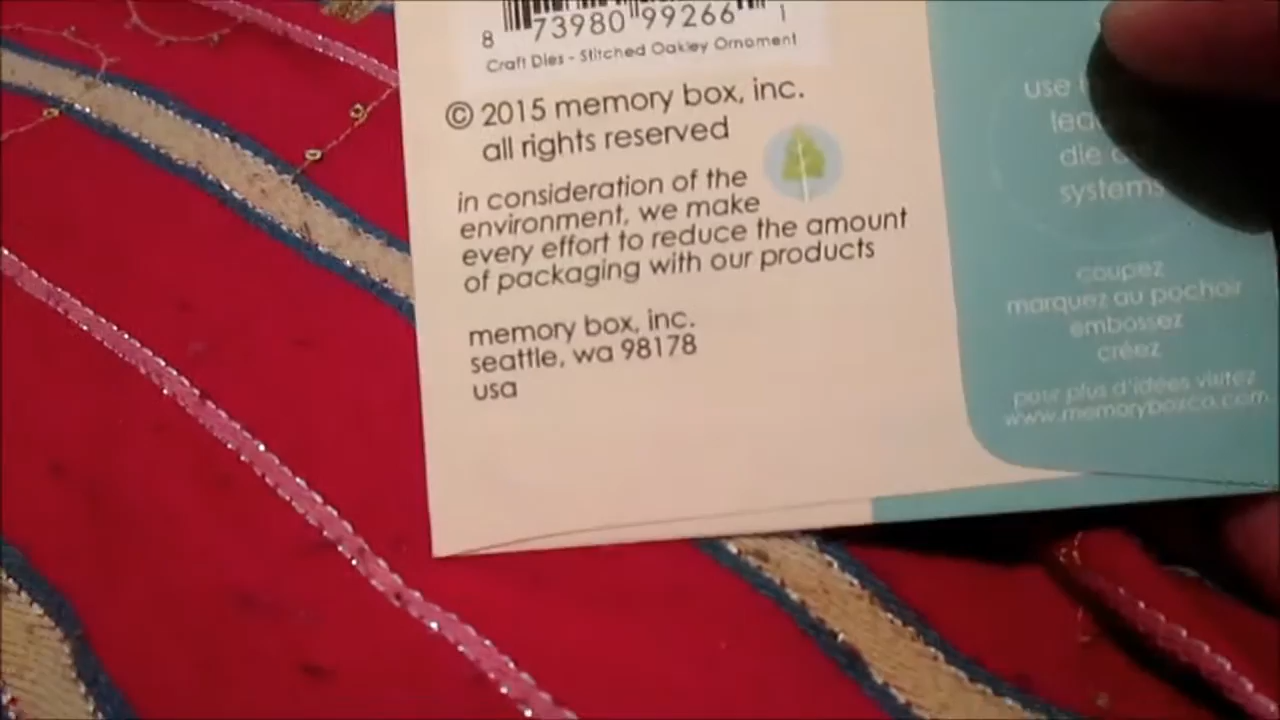 8 73980 99266 1
Craft Dies - Stitched Oakley Ornament
© 2015 memory box, inc.
all rights reserved
in consideration of the
environment, we make
every effort to reduce the amount
of packaging with our products
memory box, inc.
seattle, wa 98178
usa
use
die
systems
coupez
marquez au pochoir
embossez
créez
pour plus d'idées visitez
www.memoryboxco.com